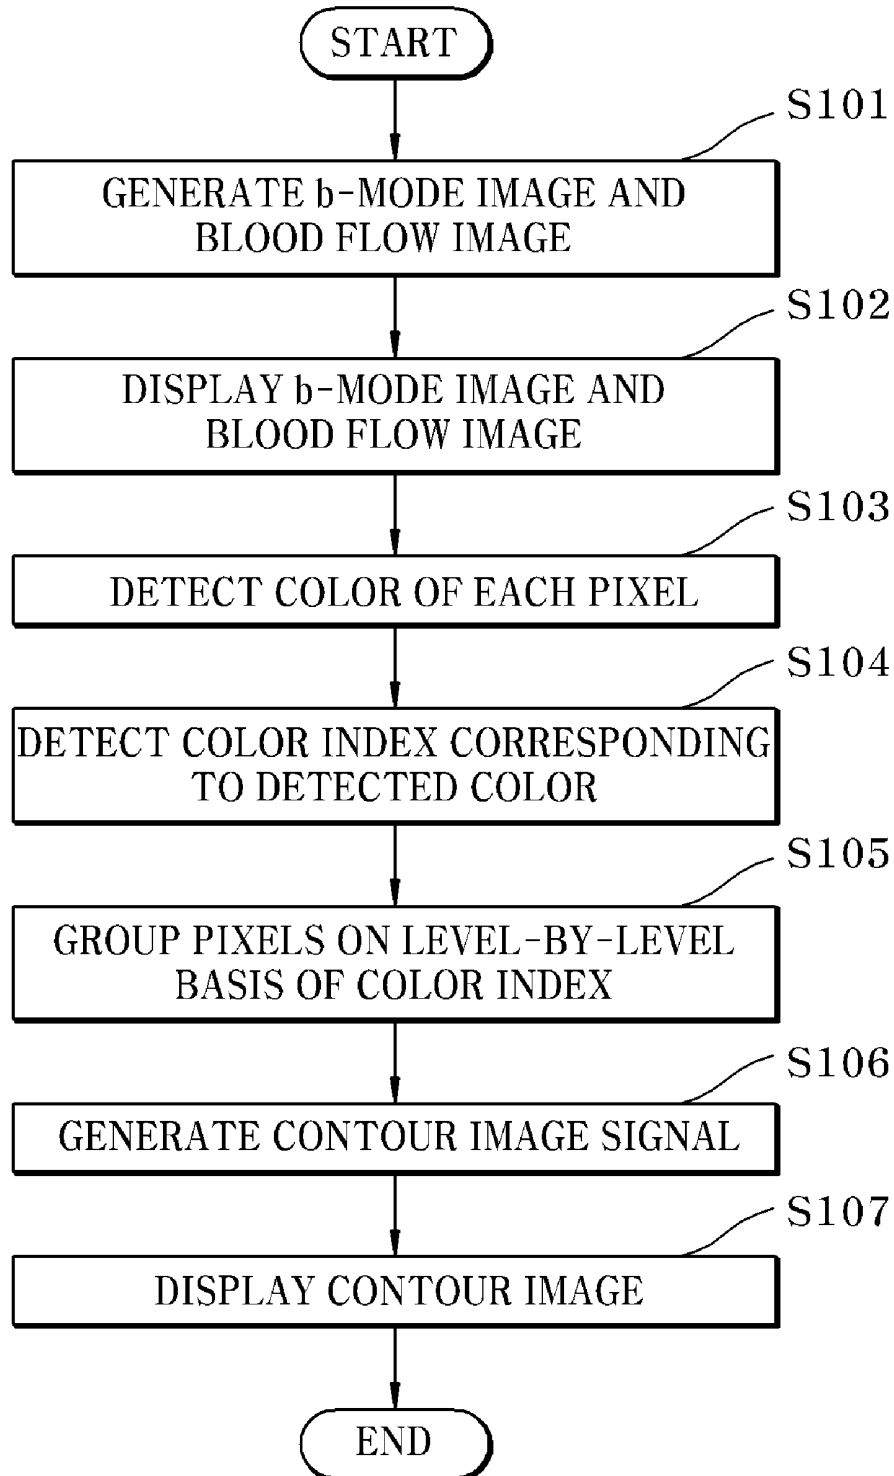 START
S101
GENERATE b-MODE IMAGE AND
BLOOD FLOW IMAGE
S102
DISPLAY b-MODE IMAGE AND
BLOOD FLOW IMAGE
S103
DETECT COLOR OF EACH PIXEL
S104
DETECT COLOR INDEX CORRESPONDING
TO DETECTED COLOR
S105
GROUP PIXELS ON LEVEL-BY-LEVEL
BASIS OF COLOR INDEX
S106
GENERATE CONTOUR IMAGE SIGNAL
S107
DISPLAY CONTOUR IMAGE
END